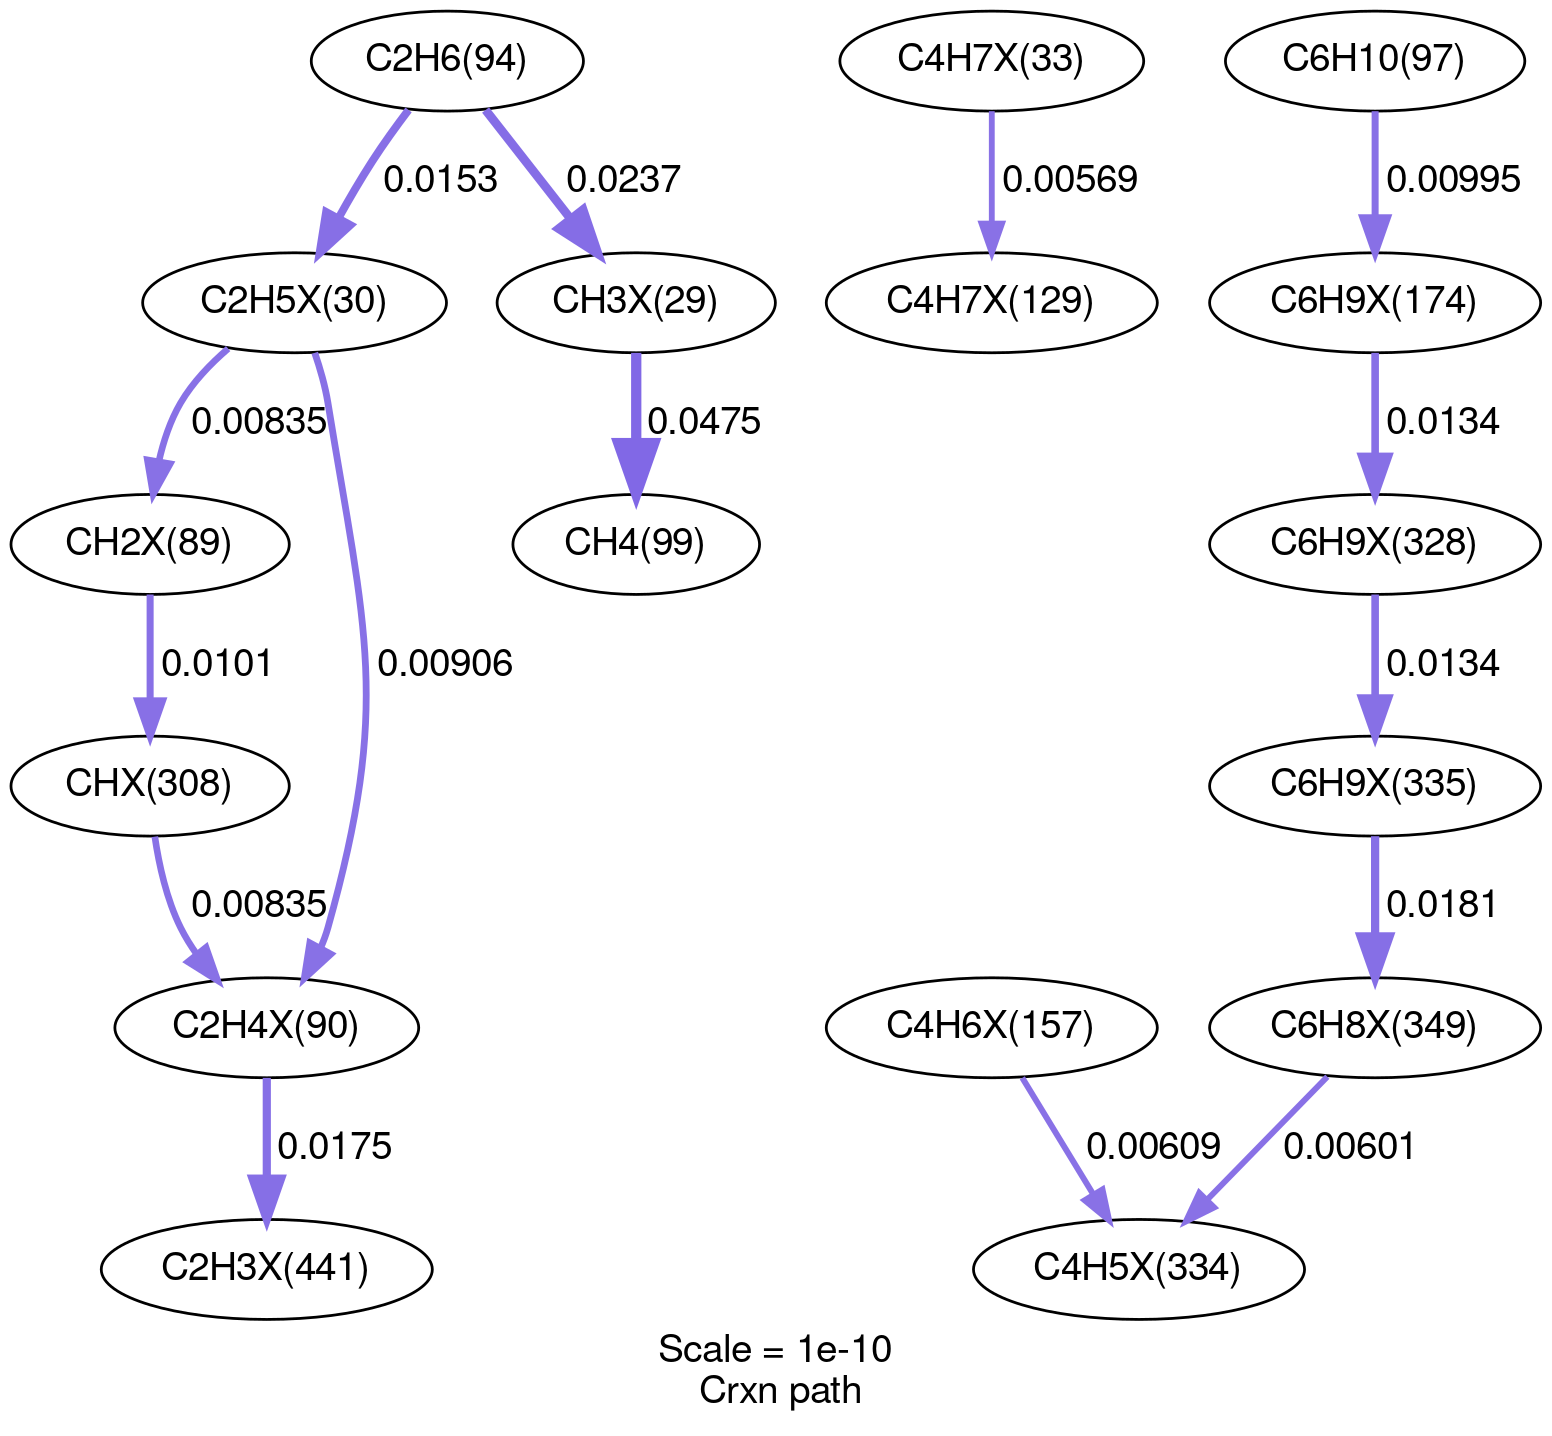 C2H6(94)
C4H7X(33)
C6H10(97)
0.0153
0.0237
0.00569
0.00995
C2H5X(30)
CH3X(29)
C4H7X(129)
C6H9X(174)
0.00835
0.0475
0.0134
CH2X(89)
CH4(99)
C6H9X(328)
0.0101
0.00906
0.0134
CHX(308)
C6H9X(335)
0.00835
0.0181
C2H4X(90)
C4H6X(157)
C6H8X(349)
0.0175
0.00609
0.00601
C2H3X(441)
C4H5X(334)
Scale = 1e-10
Crxn path